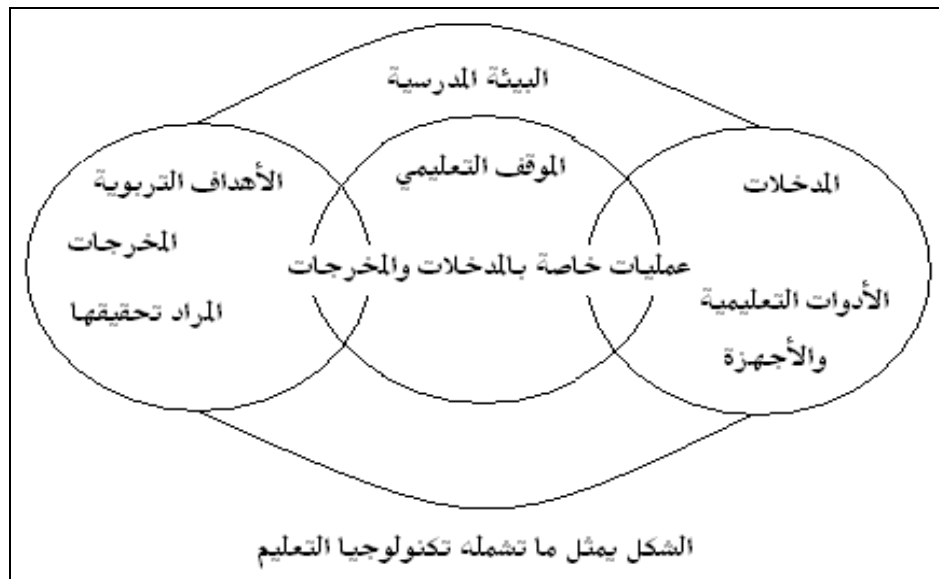 البيئة المدرسية
الموقف التعليمي
المدخلات
الأهداف التربوية
المخرجات
عمليات خاصة بالمدخلات والمخرجات
الأدوات التعليمية
المراد تحقيقها
والأجهزة
الشكل يمثل ما تشمله تكنولوجيا التعليم